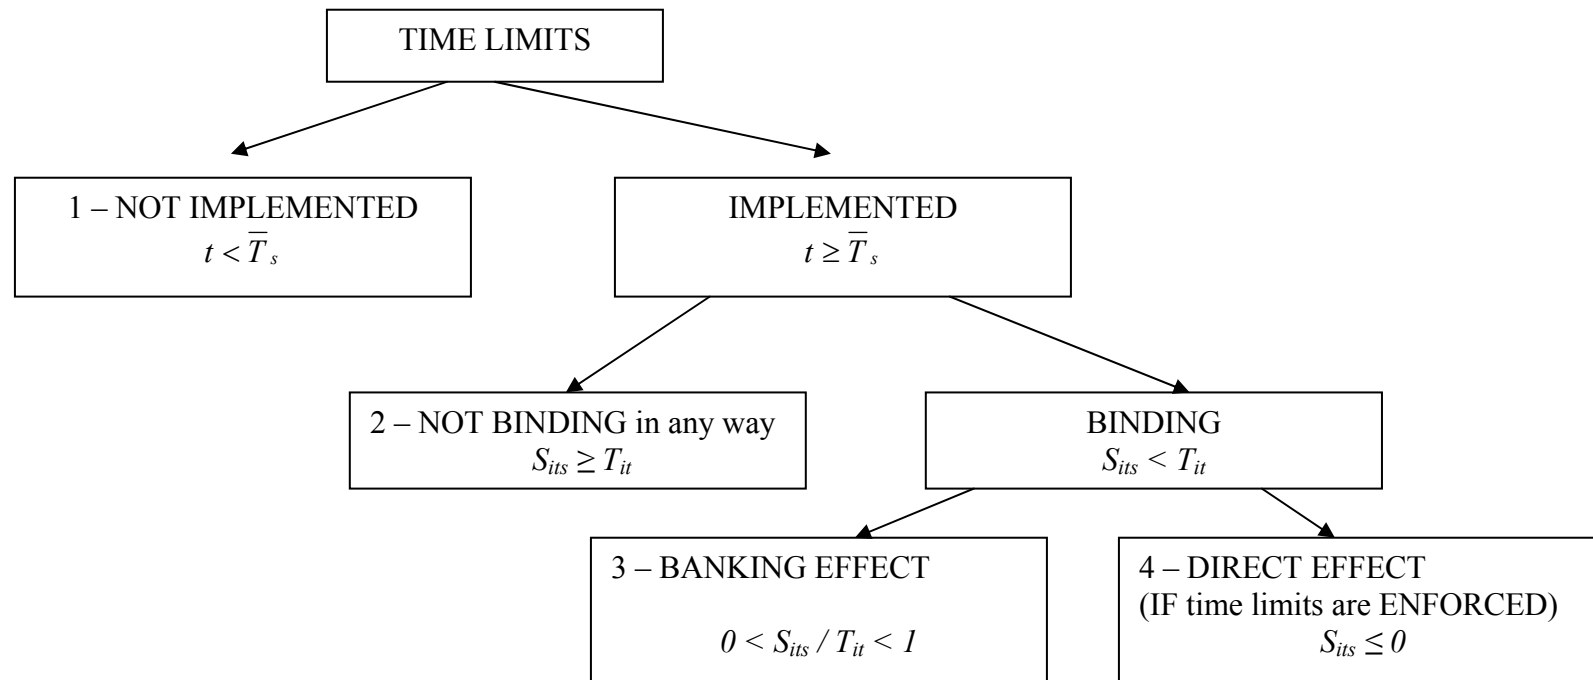 TIME LIMITS
1 – NOT IMPLEMENTED
t < T̅ s
IMPLEMENTED
t ≥ T̅ s
2 – NOT BINDING in any way
Sits ≥ Tit
BINDING
Sits < Tit
3 – BANKING EFFECT
0 < Sits / Tit < 1
4 – DIRECT EFFECT
(IF time limits are ENFORCED)
Sits ≤ 0